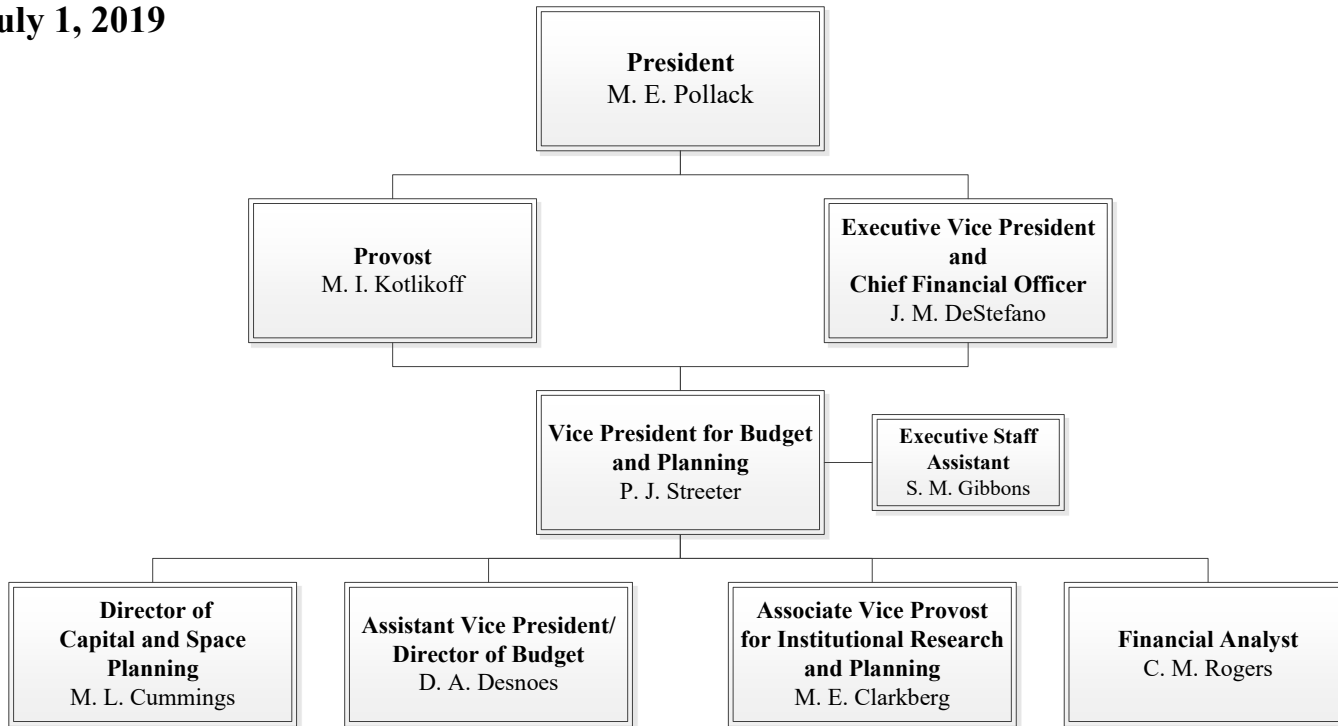 uly 1, 2019
President
M. E. Pollack
Provost
M. I. Kotlikoff
Executive Vice President
and
Chief Financial Officer
J. M. DeStefano
Vice President for Budget
and Planning
P. J. Streeter
Executive Staff
Assistant
S. M. Gibbons
Director of
Capital and Space
Planning
M. L. Cummings
Assistant Vice President/
Director of Budget
D. A. Desnoes
Associate Vice Provost
for Institutional Research
and Planning
M. E. Clarkberg
Financial Analyst
C. M. Rogers